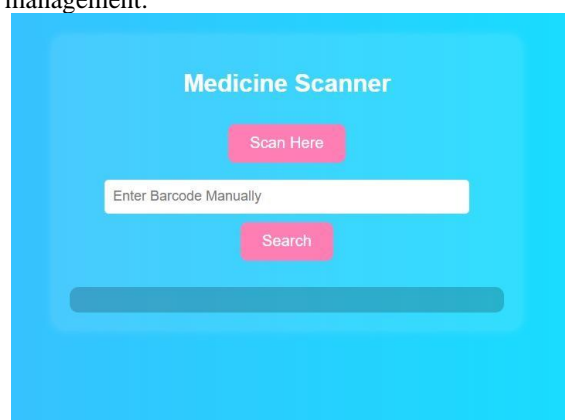 management.
Medicine Scanner
Scan Here
Enter Barcode Manually
Search